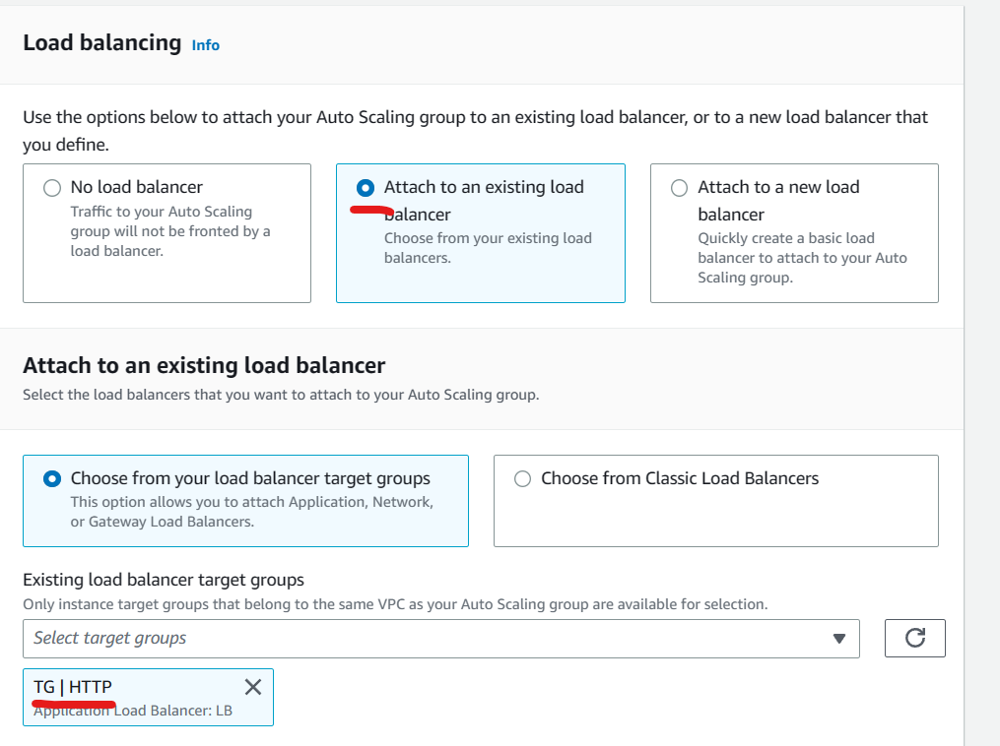 Load balancing Info
Use the options below to attach your Auto Scaling group to an existing load balancer, or to a new load balancer that
you define.
No load balancer
Traffic to your Auto Scaling
group will not be fronted by a
load balancer.
Attach to an existing load
balancer
Choose from your existing load
balancers.
Attach to a new load
balancer
Quickly create a basic load
balancer to attach to your Auto
Scaling group.
Attach to an existing load balancer
Select the load balancers that you want to attach to your Auto Scaling group.
Choose from your load balancer target groups
This option allows you to attach Application, Network,
or Gateway Load Balancers.
Choose from Classic Load Balancers
Existing load balancer target groups
Only instance target groups that belong to the same VPC as your Auto Scaling group are available for selection.
Select target groups
TG | HTTP
Application Load Balancer: LB